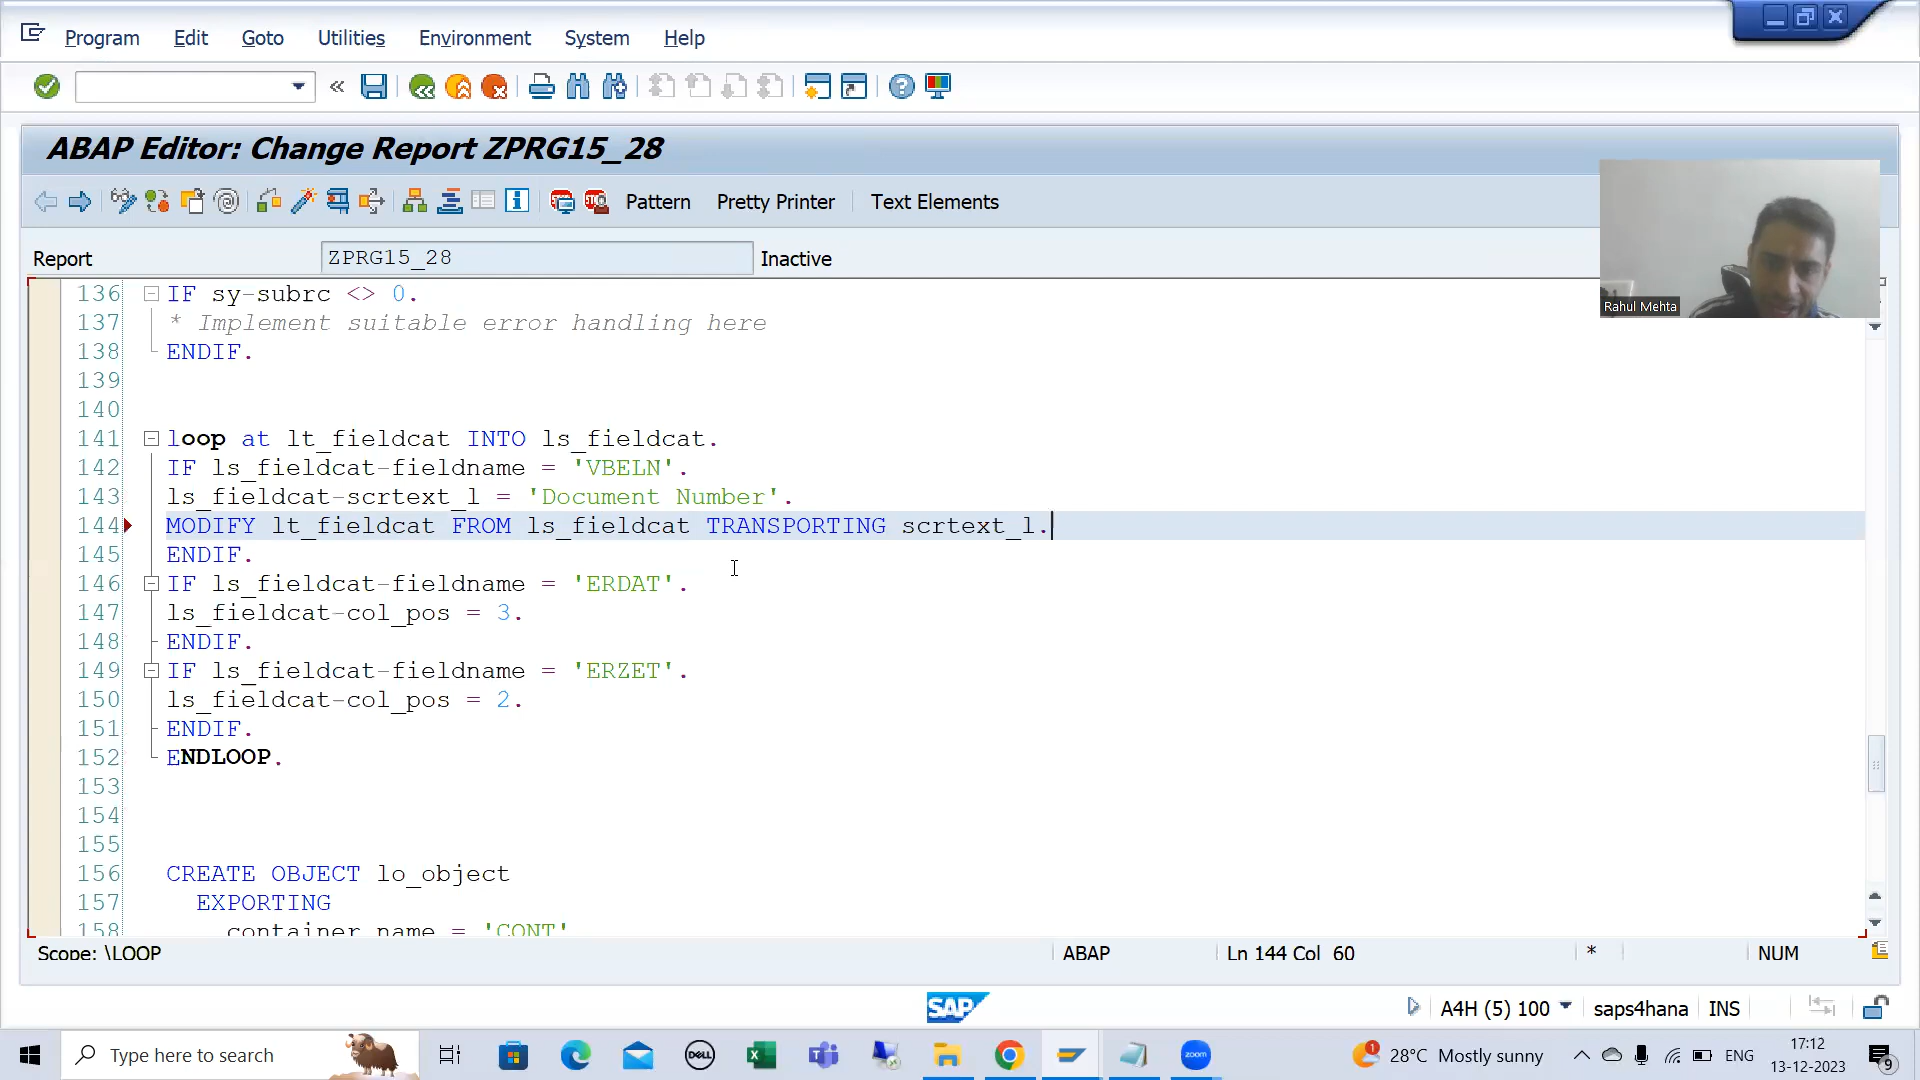 Program Edit Goto Utilities Environment System Help
«
ABAP Editor: Change Report ZPRG15_28
Pattern Pretty Printer Text Elements
Report ZPRG15_28 Inactive
Rahul Mehta
136 IF sy-subrc <> 0.
137 * Implement suitable error handling here
138 ENDIF.
139
140
141 loop at lt_fieldcat INTO ls_fieldcat.
142 IF ls_fieldcat-fieldname = 'VBELN'.
143 ls_fieldcat-scrtext_l = 'Document Number'.
144 MODIFY lt_fieldcat FROM ls_fieldcat TRANSPORTING scrtext_l.
145 ENDIF.
146 IF ls_fieldcat-fieldname = 'ERDAT'.
147 ls_fieldcat-col_pos = 3.
148 ENDIF.
149 IF ls_fieldcat-fieldname = 'ERZET'.
150 ls_fieldcat-col_pos = 2.
151 ENDIF.
152 ENDLOOP.
153
154
155
156 CREATE OBJECT lo_object
157 EXPORTING
158 container_name = 'CONT'
Scope: \LOOP ABAP Ln 144 Col 60 * NUM
SAP A4H (5) 100 saps4hana INS
Type here to search DELL zoom 1 28°C Mostly sunny ENG 17:12
13-12-2023 9